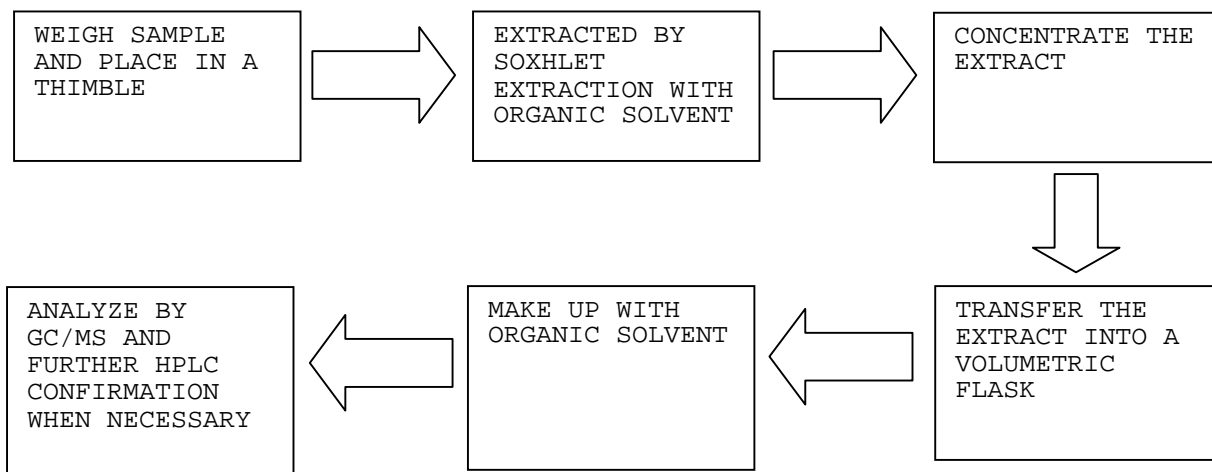 WEIGH SAMPLE
AND PLACE IN A
THIMBLE
EXTRACTED BY
SOXHLET
EXTRACTION WITH
ORGANIC SOLVENT
CONCENTRATE THE
EXTRACT
TRANSFER THE
EXTRACT INTO A
VOLUMETRIC
FLASK
MAKE UP WITH
ORGANIC SOLVENT
ANALYZE BY
GC/MS AND
FURTHER HPLC
CONFIRMATION
WHEN NECESSARY